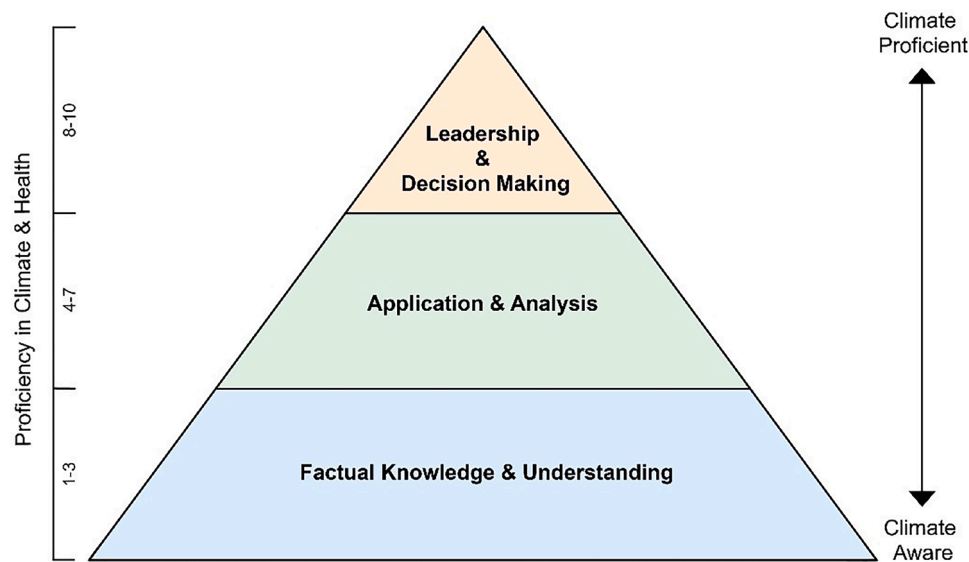 Climate
Proficient
Proficiency in Climate & Health
8-10
Leadership
&
Decision Making
4-7
Application & Analysis
1-3
Factual Knowledge & Understanding
Climate
Aware